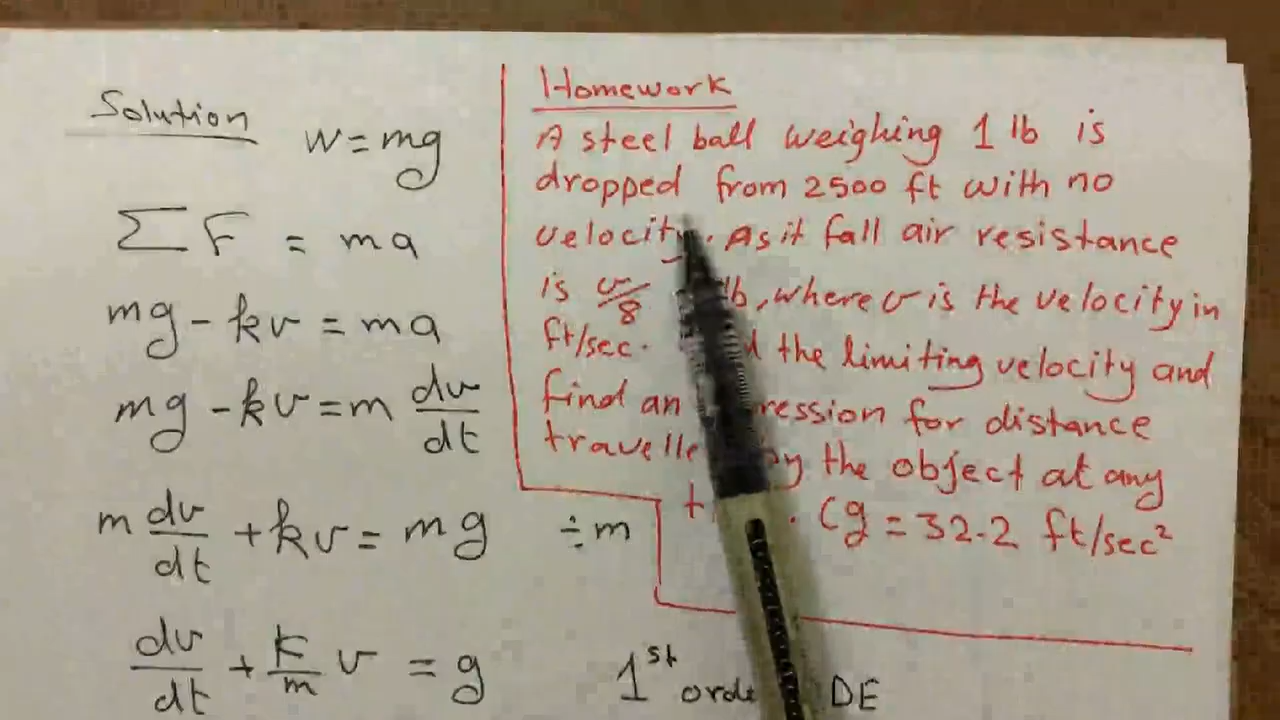 Solution
W = mg
Σ F = ma
mg - kv = ma
mg - kv = m dv/dt
m dv/dt + kv = mg ÷ m
dv/dt + k/m v = g 1st DE
Homework
A steel ball weighing 1 lb is
dropped from 2500 ft with no
velocity. As it fall air resistance
is v/8 lb, where v is the velocity in
ft/sec. the limiting velocity and
find an for distance
by the object at any
(g = 32.2 ft/sec²